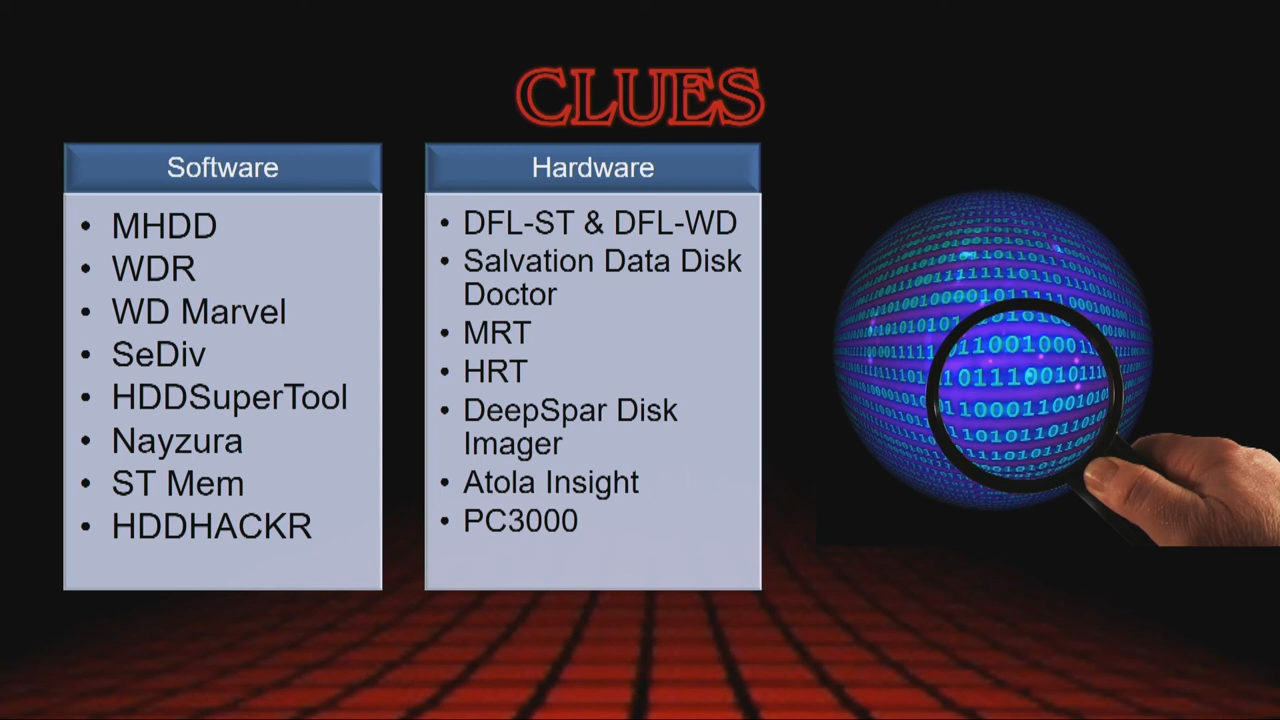 CLUES
Software
• MHDD
• WDR
• WD Marvel
• SeDiv
• HDDSuperTool
• Nayzura
• ST Mem
• HDDHACKR
Hardware
• DFL-ST & DFL-WD
• Salvation Data Disk
Doctor
• MRT
• HRT
• DeepSpar Disk
Imager
• Atola Insight
• PC3000